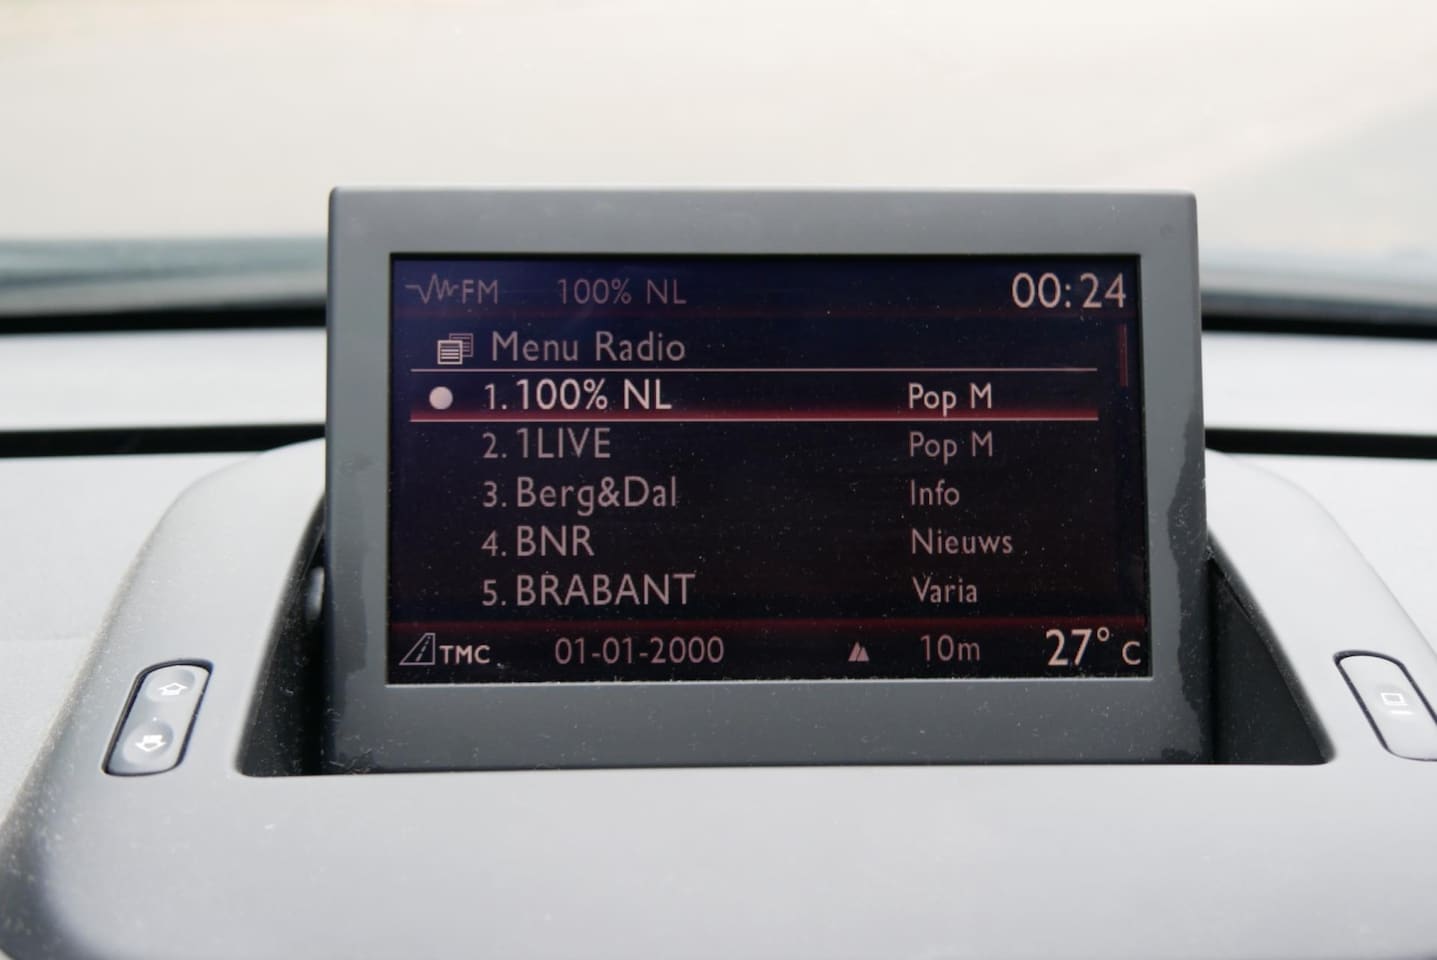 FM 100% NL 00:24
Menu Radio
1. 100% NL Pop M
2. 1LIVE Pop M
3. Berg&Dal Info
4. BNR Nieuws
5. BRABANT Varia
TMC 01-01-2000 10m 27° C